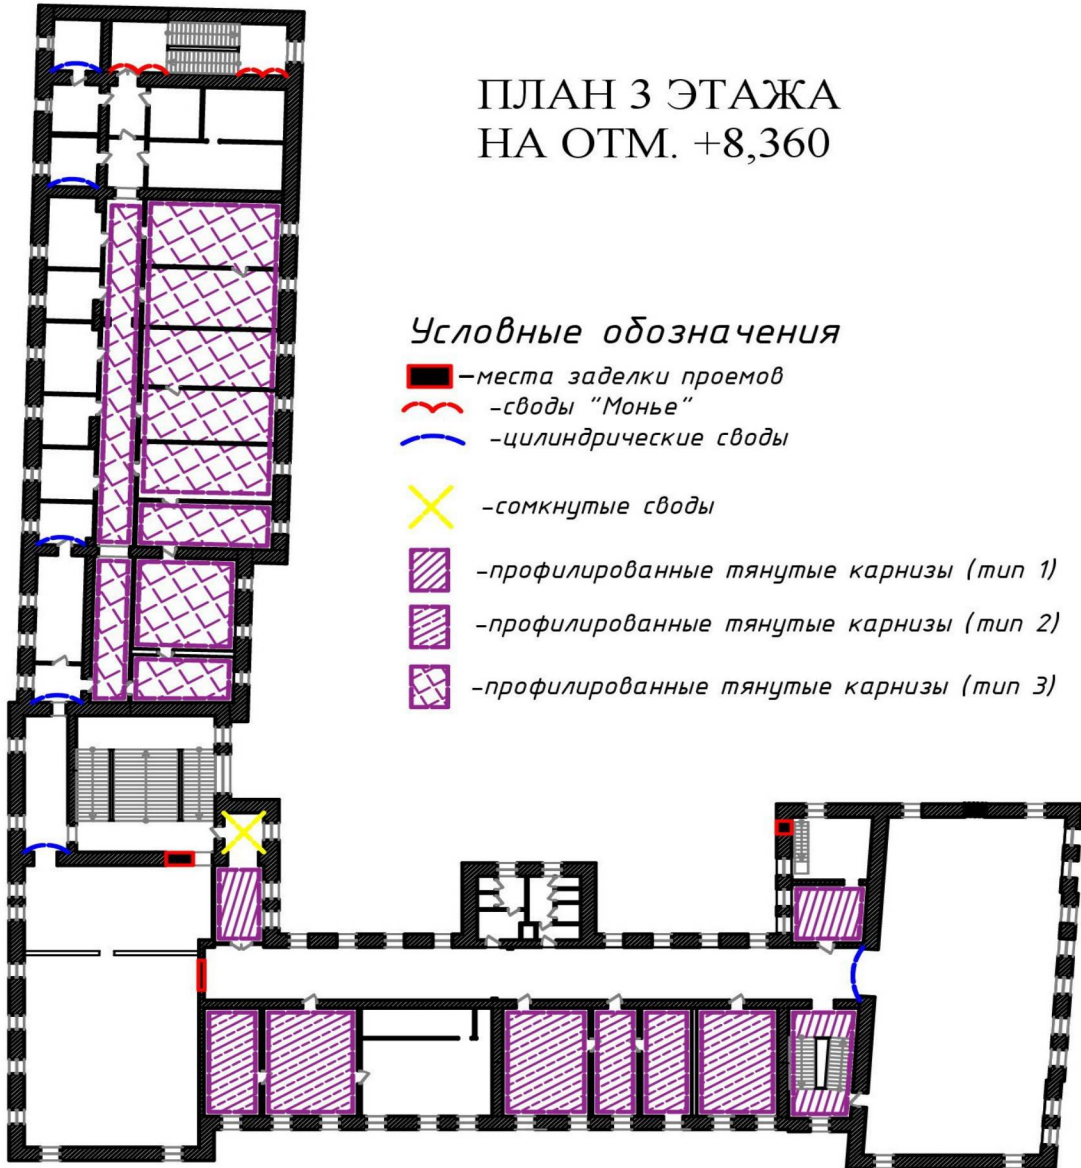 ПЛАН 3 ЭТАЖА
НА ОТМ. +8,360
Условные обозначения
-места заделки проемов
-своды "Монье"
-цилиндрические своды
-сомкнутые своды
-профилированные тянутые карнизы (тип 1)
-профилированные тянутые карнизы (тип 2)
-профилированные тянутые карнизы (тип 3)